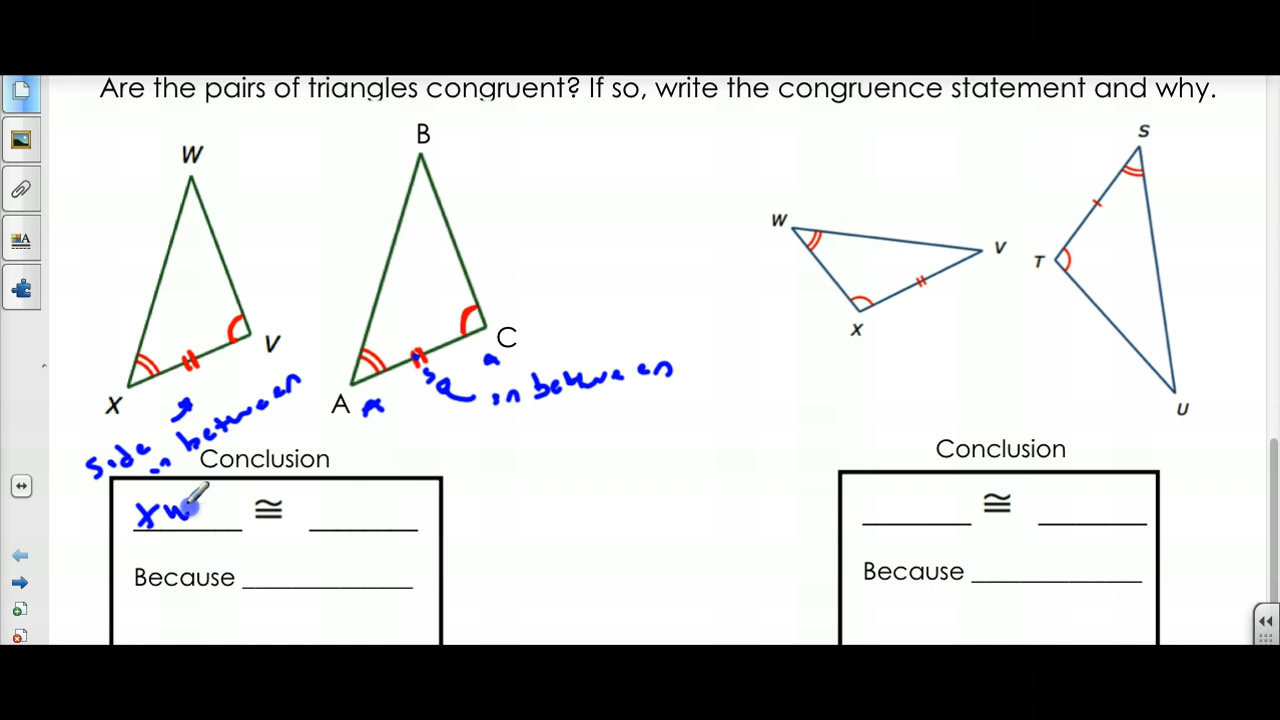 Are the pairs of triangles congruent? If so, write the congruence statement and why.
W
B
X
V
A
C
side in between
a
s
a
in between
W
V
X
S
T
U
Conclusion
XW
≅
Because
Conclusion
≅
Because